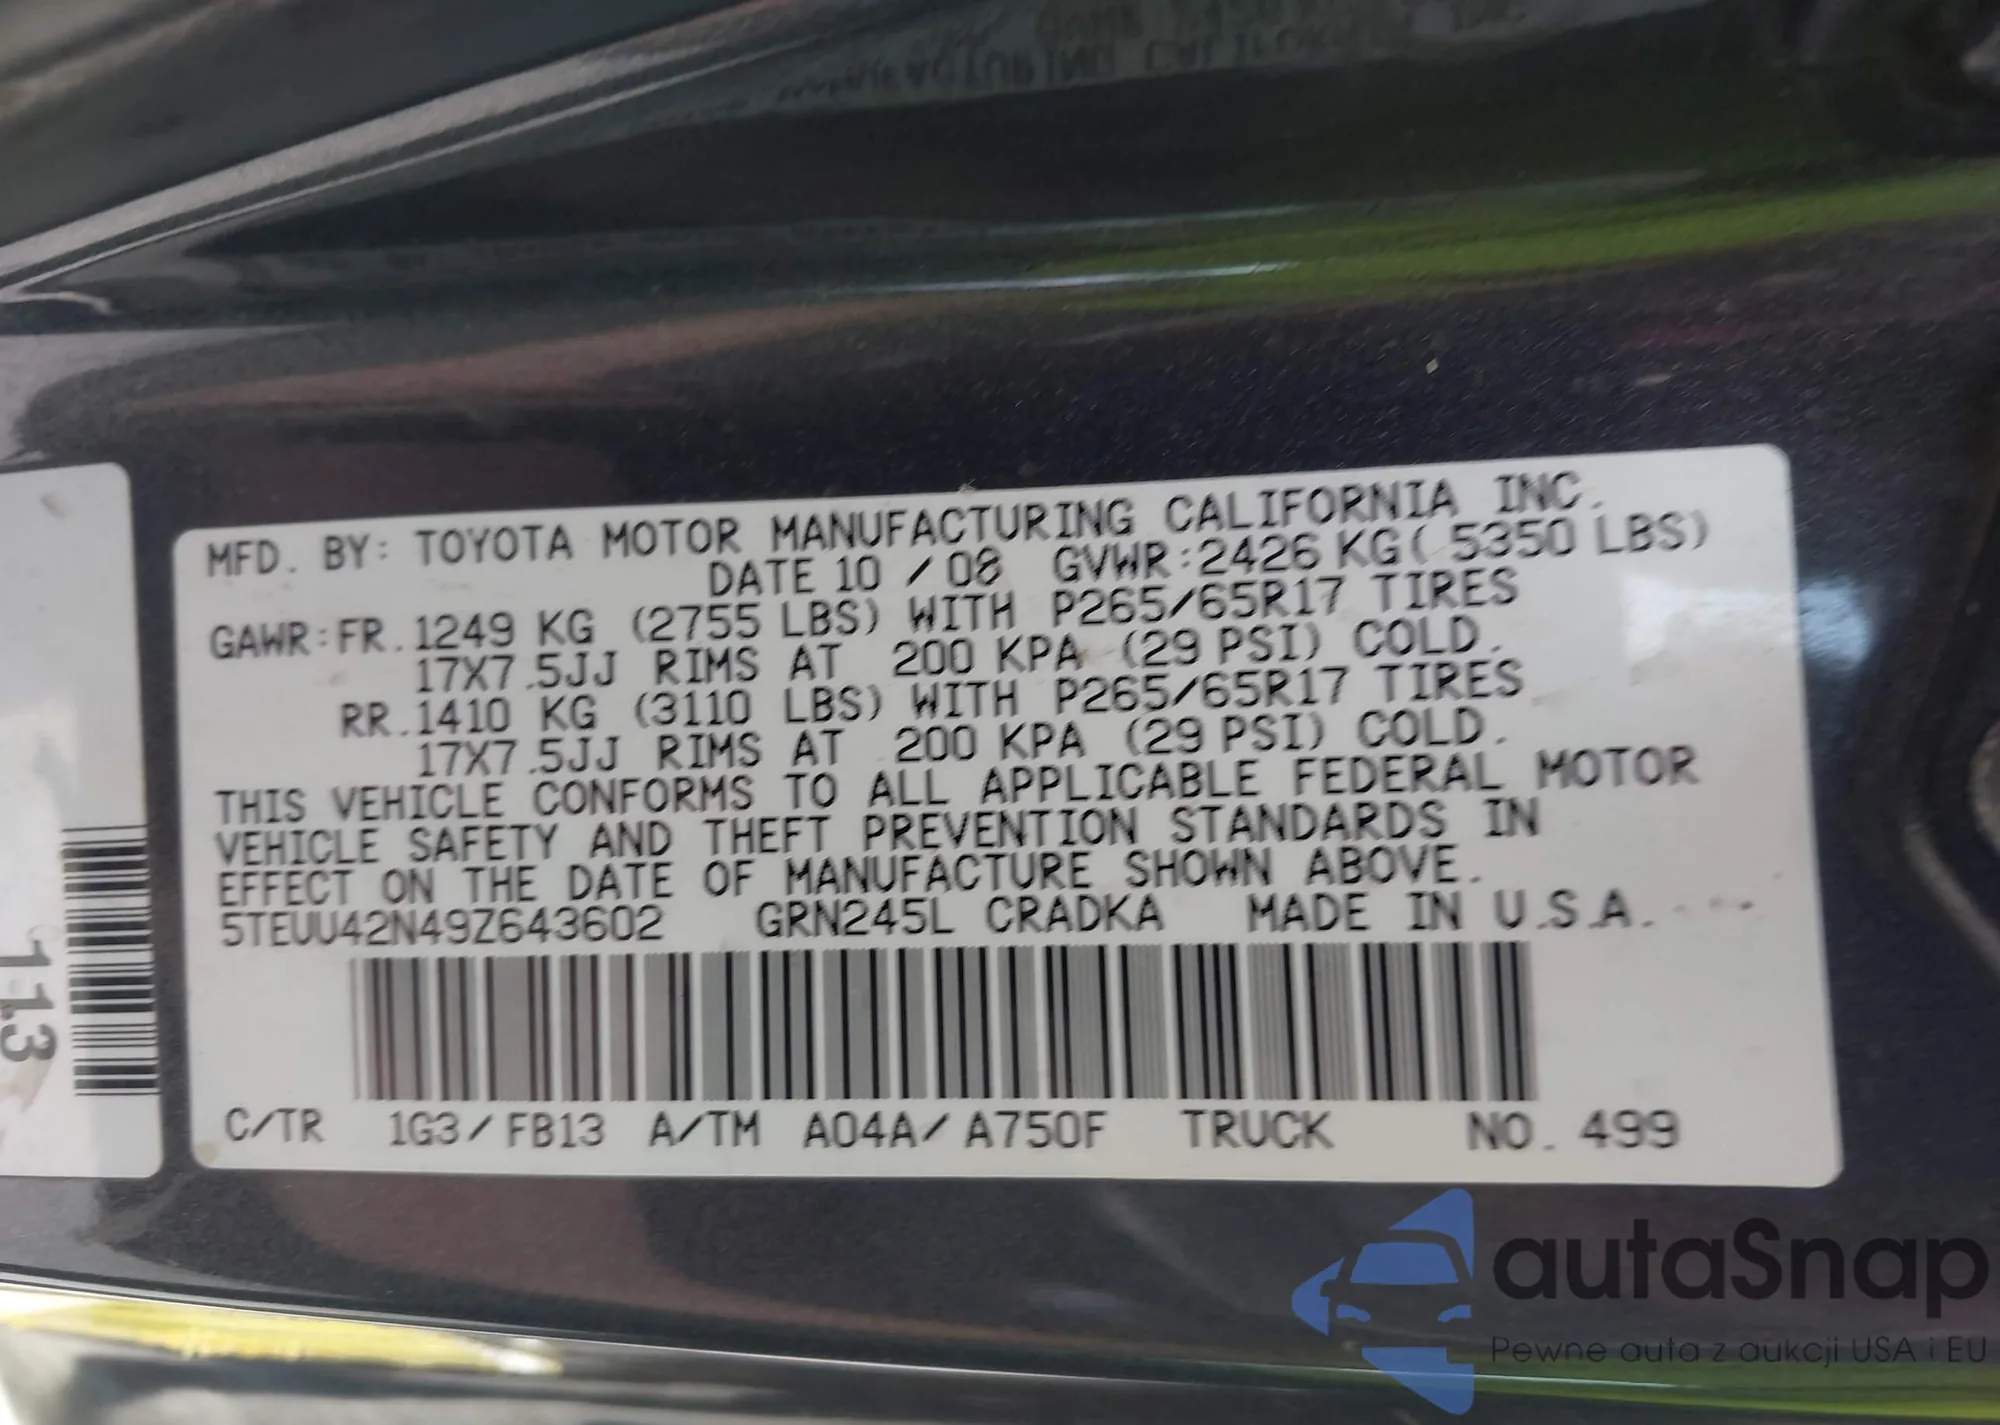 MFD. BY: TOYOTA MOTOR MANUFACTURING CALIFORNIA INC.
DATE 10 / 08 GVWR:2426 KG( 5350 LBS)
GAWR:FR.1249 KG (2755 LBS) WITH P265/65R17 TIRES
17X7.5JJ RIMS AT 200 KPA (29 PSI) COLD.
RR.1410 KG (3110 LBS) WITH P265/65R17 TIRES
17X7.5JJ RIMS AT 200 KPA (29 PSI) COLD.
THIS VEHICLE CONFORMS TO ALL APPLICABLE FEDERAL MOTOR
VEHICLE SAFETY AND THEFT PREVENTION STANDARDS IN
EFFECT ON THE DATE OF MANUFACTURE SHOWN ABOVE.
5TEUU42N49Z643602 GRN245L CRADKA MADE IN U.S.A.
C/TR 1G3/FB13 A/TM A04A/A750F TRUCK NO. 499
113
autaSnap
Pewne auta z aukcji USA i EU